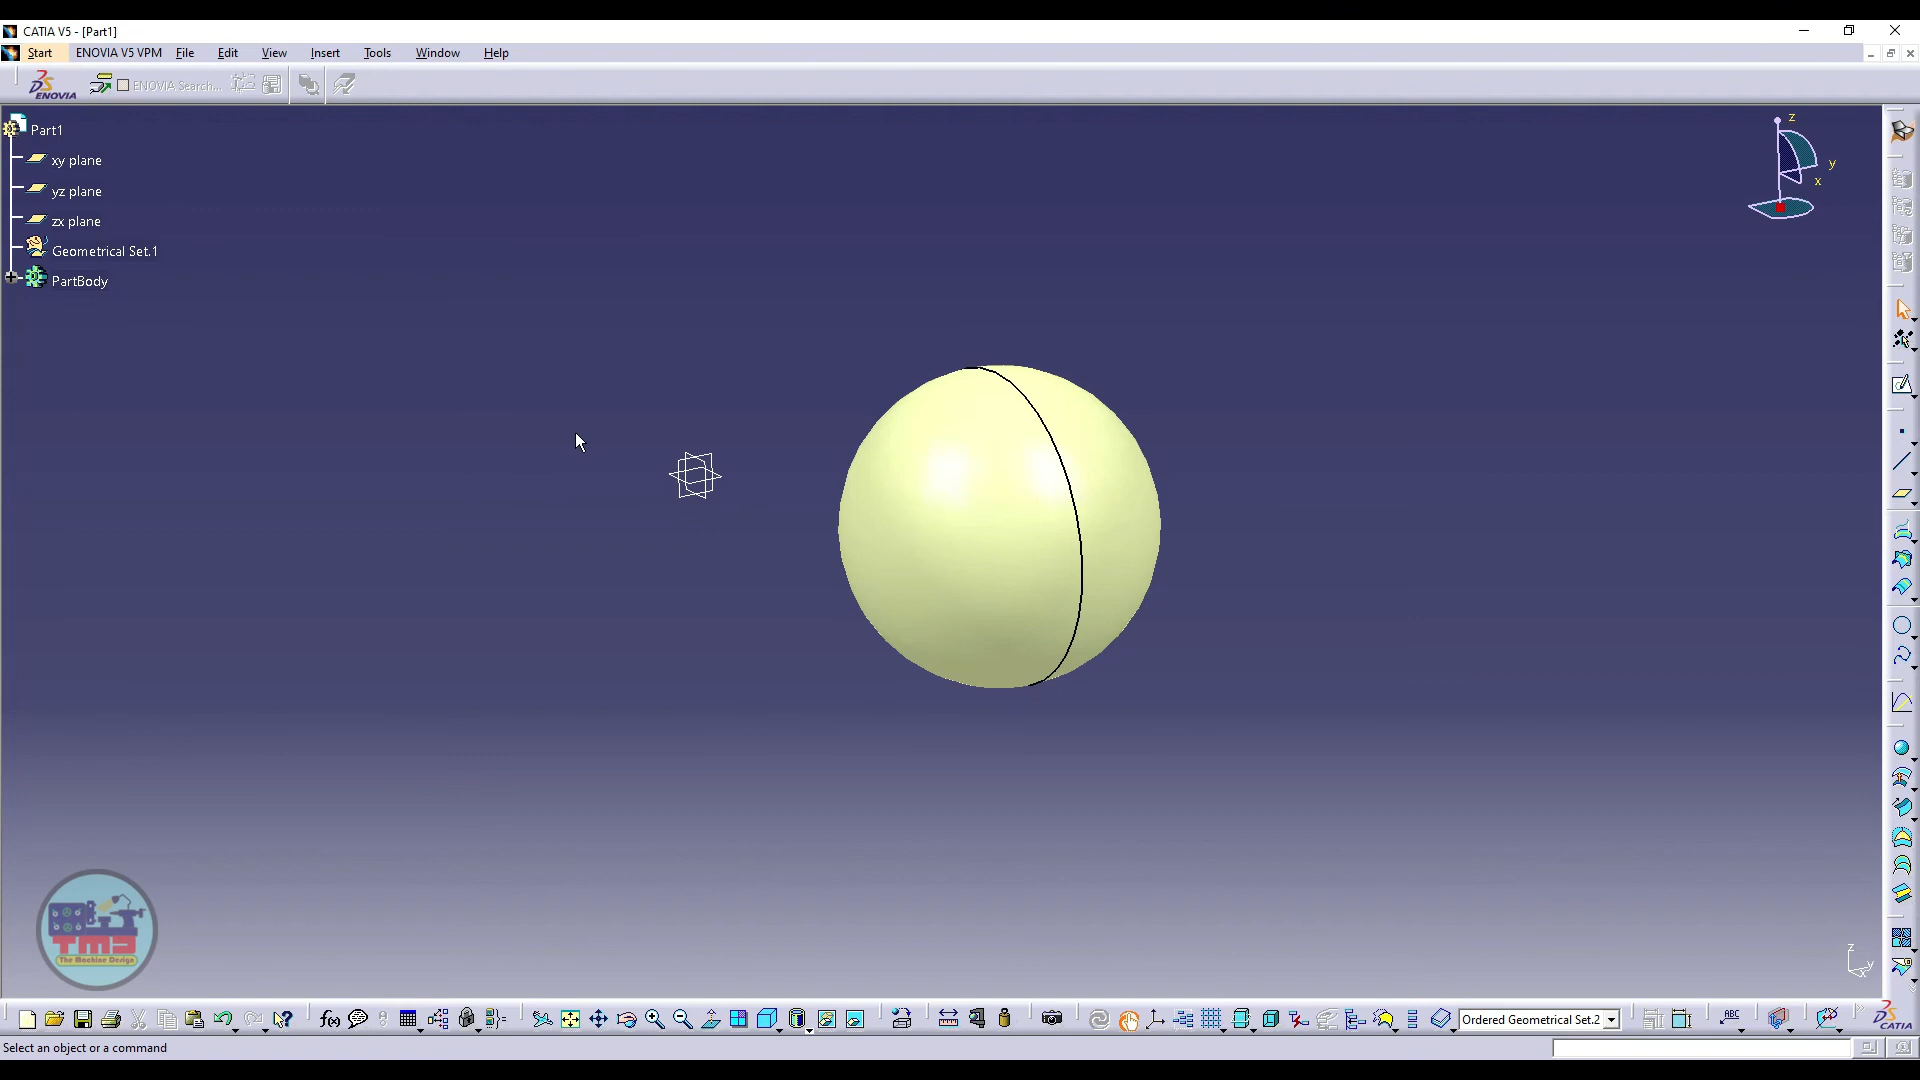 CATIA V5 - [Part1]
Start ENOVIA V5 VPM File Edit View Insert Tools Window Help
ENOVIA ENOVIA Search...
Part1
xy plane
yz plane
zx plane
Geometrical Set.1
PartBody
z
y
x
TM3
The Machine Design
z
y
x
f(x)
Ordered Geometrical Set.2
ABC
CATIA
Select an object or a command